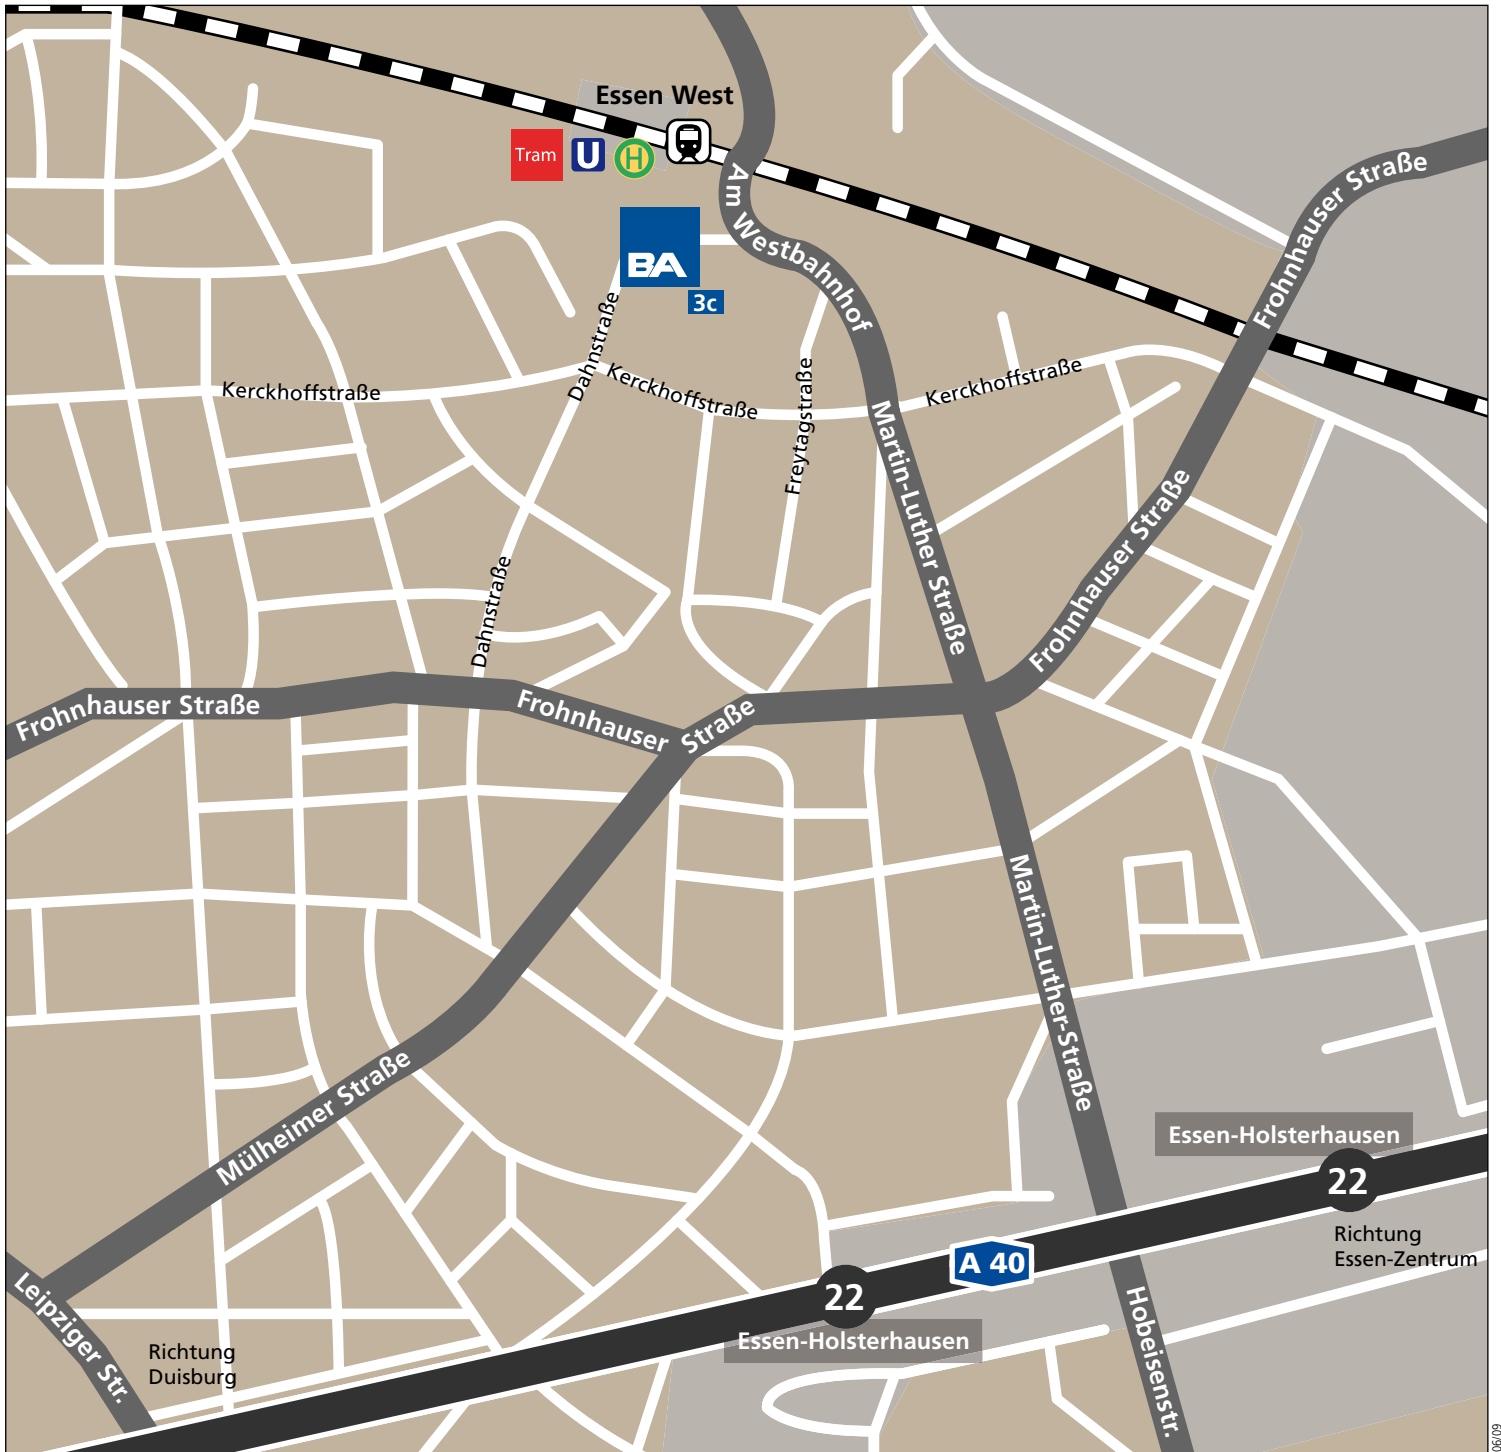 Essen West
Tram
U
H
Am Westbahnhof
Frohnhauser Straße
Frohnhauser Straße
BA
3c
Dahnstraße
Kerckhoffstraße
Kerckhoffstraße
Freytagstraße
Kerckhoffstraße
Martin-Luther Straße
Frohnhauser Straße
Dahnstraße
Frohnhauser Straße
Frohnhauser Straße
Martin-Luther-Straße
Mülheimer Straße
Essen-Holsterhausen
22
Richtung
Essen-Zentrum
A 40
22
Essen-Holsterhausen
Leipziger Str.
Richtung
Duisburg
Hobeisenstr.
06/09